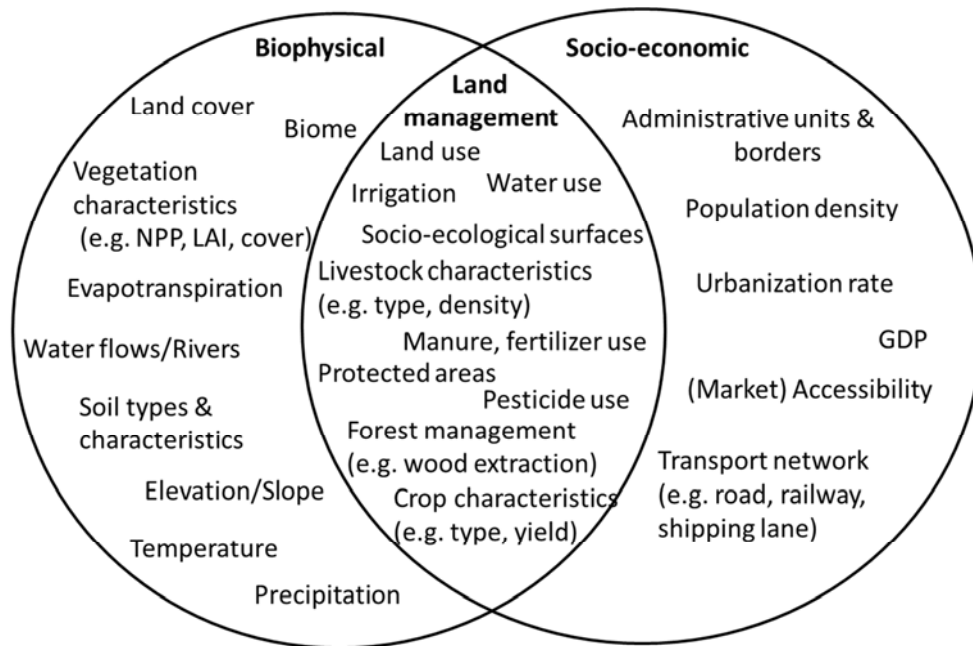 Biophysical
Land cover
Biome
Vegetation
characteristics
(e.g. NPP, LAI, cover)
Evapotranspiration
Water flows/Rivers
Soil types &
characteristics
Elevation/Slope
Temperature
Precipitation
Land
management
Land use
Irrigation
Water use
Socio-ecological surfaces
Livestock characteristics
(e.g. type, density)
Manure, fertilizer use
Protected areas
Pesticide use
Forest management
(e.g. wood extraction)
Crop characteristics
(e.g. type, yield)
Socio-economic
Administrative units &
borders
Population density
Urbanization rate
GDP
(Market) Accessibility
Transport network
(e.g. road, railway,
shipping lane)